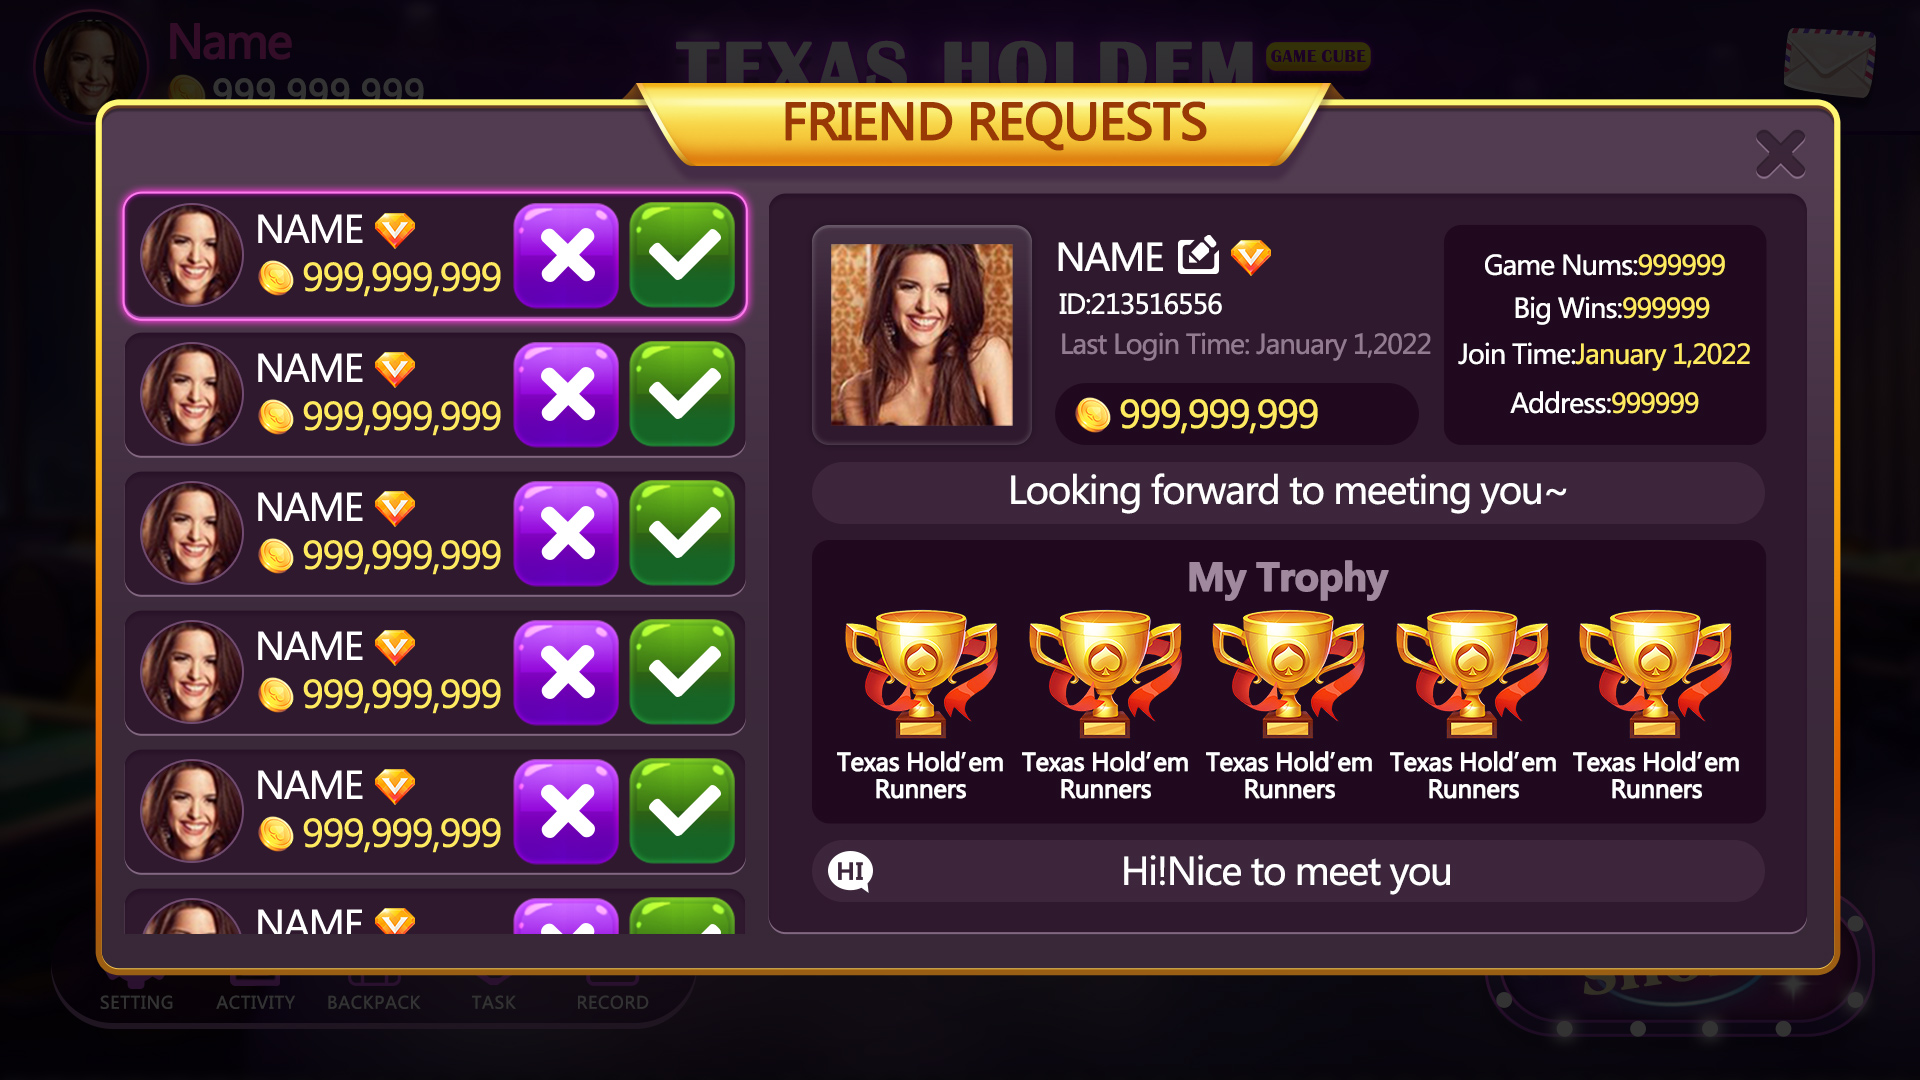 Name
999,999,999
TEXAS HOLDEM
GAME CUBE
FRIEND REQUESTS
NAME
999,999,999
NAME
999,999,999
NAME
999,999,999
NAME
999,999,999
NAME
999,999,999
NAME
NAME
ID:213516556
Last Login Time: January 1,2022
999,999,999
Game Nums:999999
Big Wins:999999
Join Time:January 1,2022
Address:999999
Looking forward to meeting you~
My Trophy
Texas Hold’em
Runners
Texas Hold’em
Runners
Texas Hold’em
Runners
Texas Hold’em
Runners
Texas Hold’em
Runners
HI
Hi!Nice to meet you
SETTING
ACTIVITY
BACKPACK
TASK
RECORD